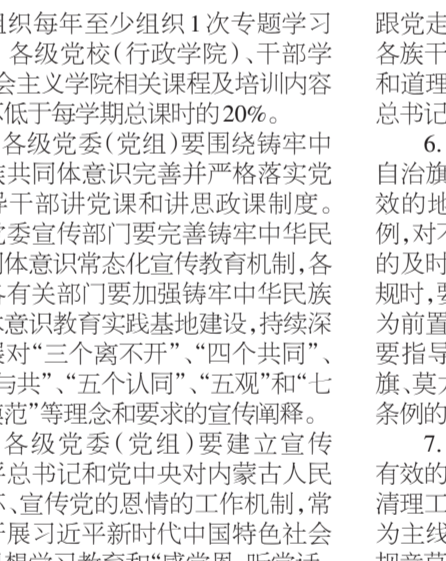 组织每年至少组织1次专题学习
各级党校(行政学院)、干部学
会主义学院相关课程及培训内容
不低于每学期总课时的20%。
各级党委(党组)要围绕铸牢中
族共同体意识完善并严格落实党
导干部讲党课和讲思政课制度。
党委宣传部门要完善铸牢中华民
同体意识常态化宣传教育机制,各
各有关部门要加强铸牢中华民族
体意识教育实践基地建设,持续深
展对“三个离不开”、“四个共同”、
与共”、“五个认同”、“五观”和“七
模范”等理念和要求的宣传阐释。
各级党委(党组)要建立宣传
平总书记和党中央对内蒙古人民
怀、宣传党的恩情的工作机制,常
开展习近平新时代中国特色社会
跟党走
各族干
和道理
总书记
6.
自治旗
效的地
例,对不
的及时
规时,要
为前置
要指导
旗、莫力
条例的
7.
有效的
清理工
为主线